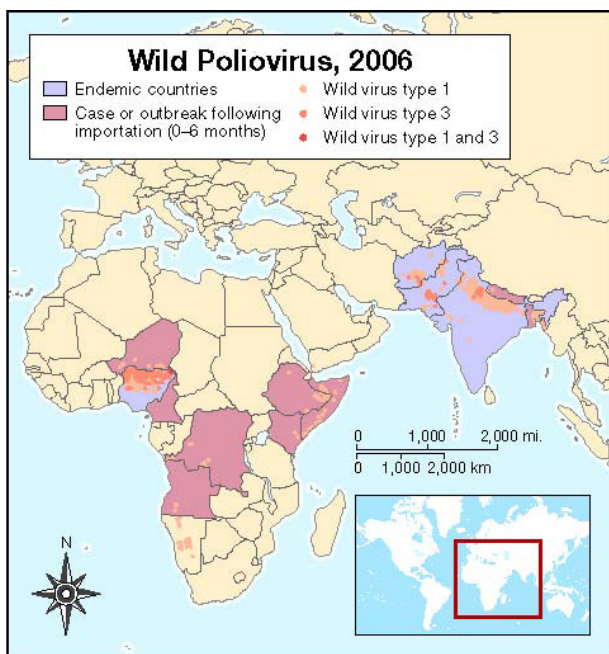 Wild Poliovirus, 2006
Endemic countries
Case or outbreak following
importation (0–6 months)
Wild virus type 1
Wild virus type 3
Wild virus type 1 and 3
0 1,000 2,000 mi.
0 1,000 2,000 km
N